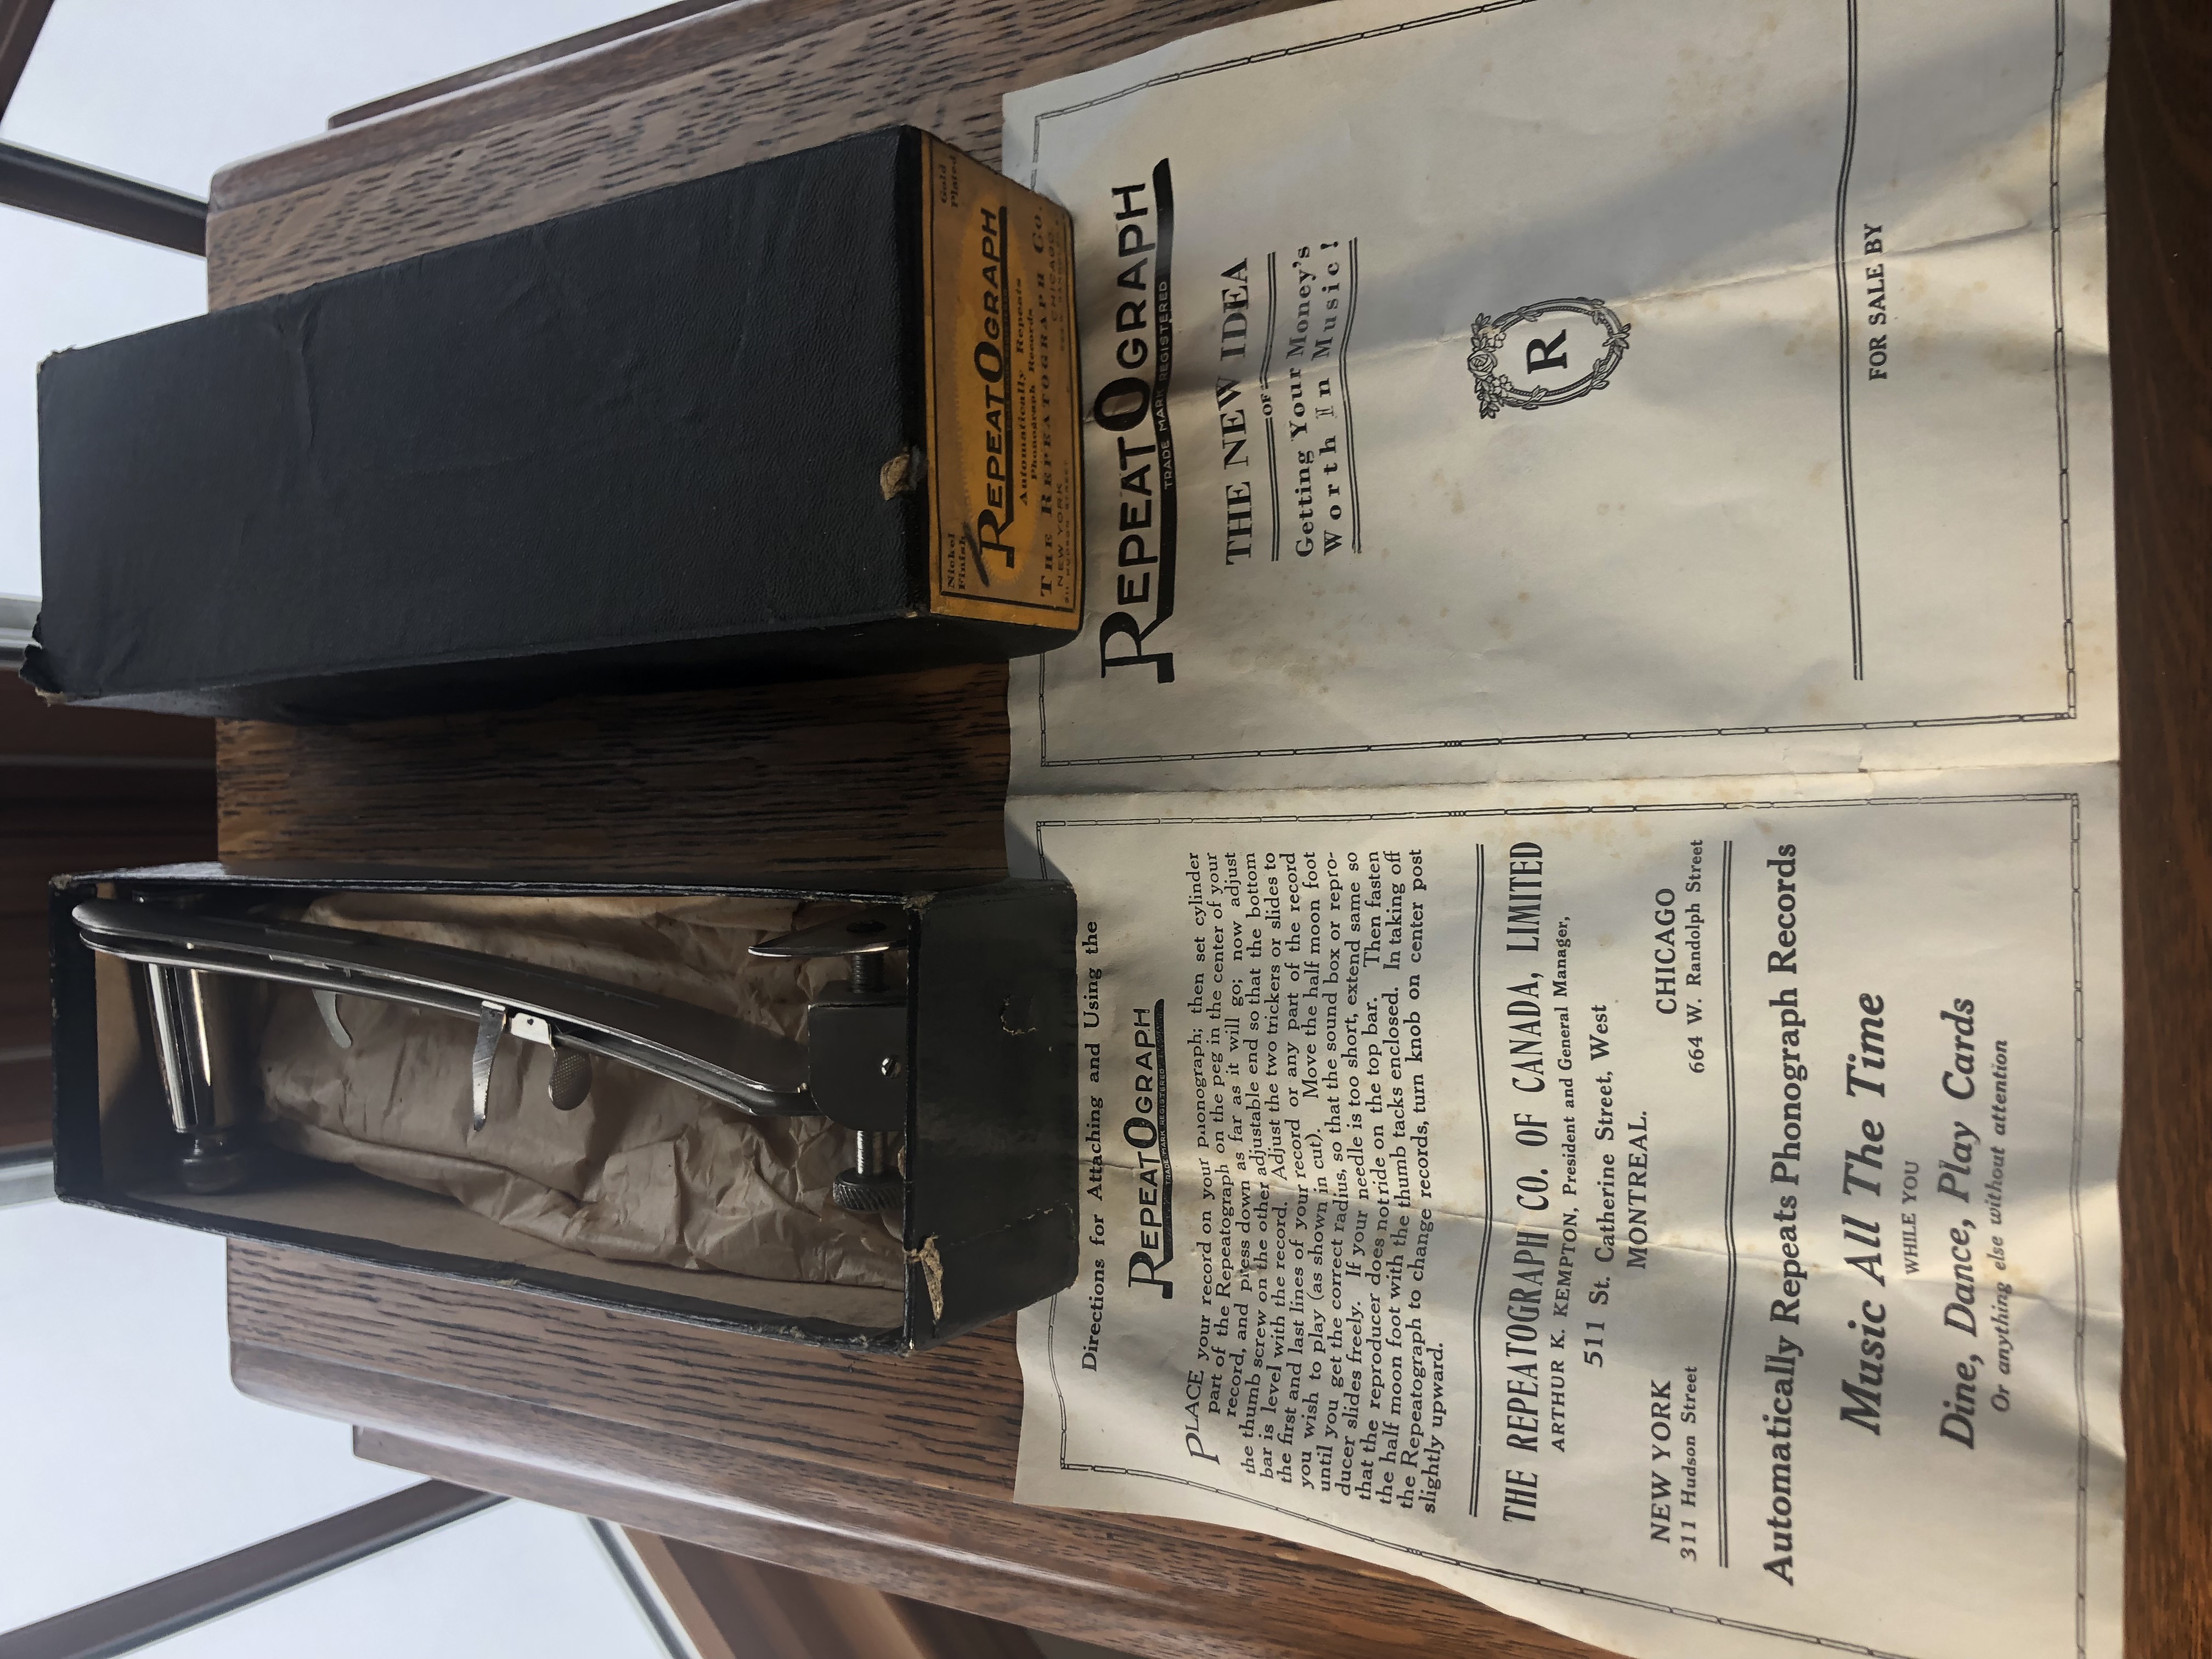 Directions for Attaching and Using the
REPEATOGRAPH
TRADE MARK REGISTERED
PLACE your record on your phonograph; then set cylinder
part of the Repeatograph on the peg in the center of your
record, and press down as far as it will go; now adjust
the thumb screw on the other adjustable end so that the bottom
bar is level with the record. Adjust the two trickers or slides to
the first and last lines of your record or any part of the record
you wish to play (as shown in cut). Move the half moon foot
until you get the correct radius, so that the sound box or repro-
ducer slides freely. If your needle is too short, extend same so
that the reproducer does not ride on the top bar. Then fasten
the half moon foot with the thumb tacks enclosed. In taking off
the Repeatograph to change records, turn knob on center post
slightly upward.
THE REPEATOGRAPH CO. OF CANADA, LIMITED
ARTHUR K. KEMPTON, President and General Manager,
511 St. Catherine Street, West
MONTREAL.
NEW YORK CHICAGO
311 Hudson Street 664 W. Randolph Street
Automatically Repeats Phonograph Records
Music All The Time
WHILE YOU
Dine, Dance, Play Cards
Or anything else without attention
REPEATOGRAPH
TRADE MARK REGISTERED
THE NEW IDEA
OF
Getting Your Money's
Worth In Music!
R
FOR SALE BY
Nickel Finish
Gold Plated
REPEATOGRAPH
Automatically Repeats
Phonograph Records
THE REPEATOGRAPH CO.
NEW YORK CHICAGO
311 HUDSON STREET